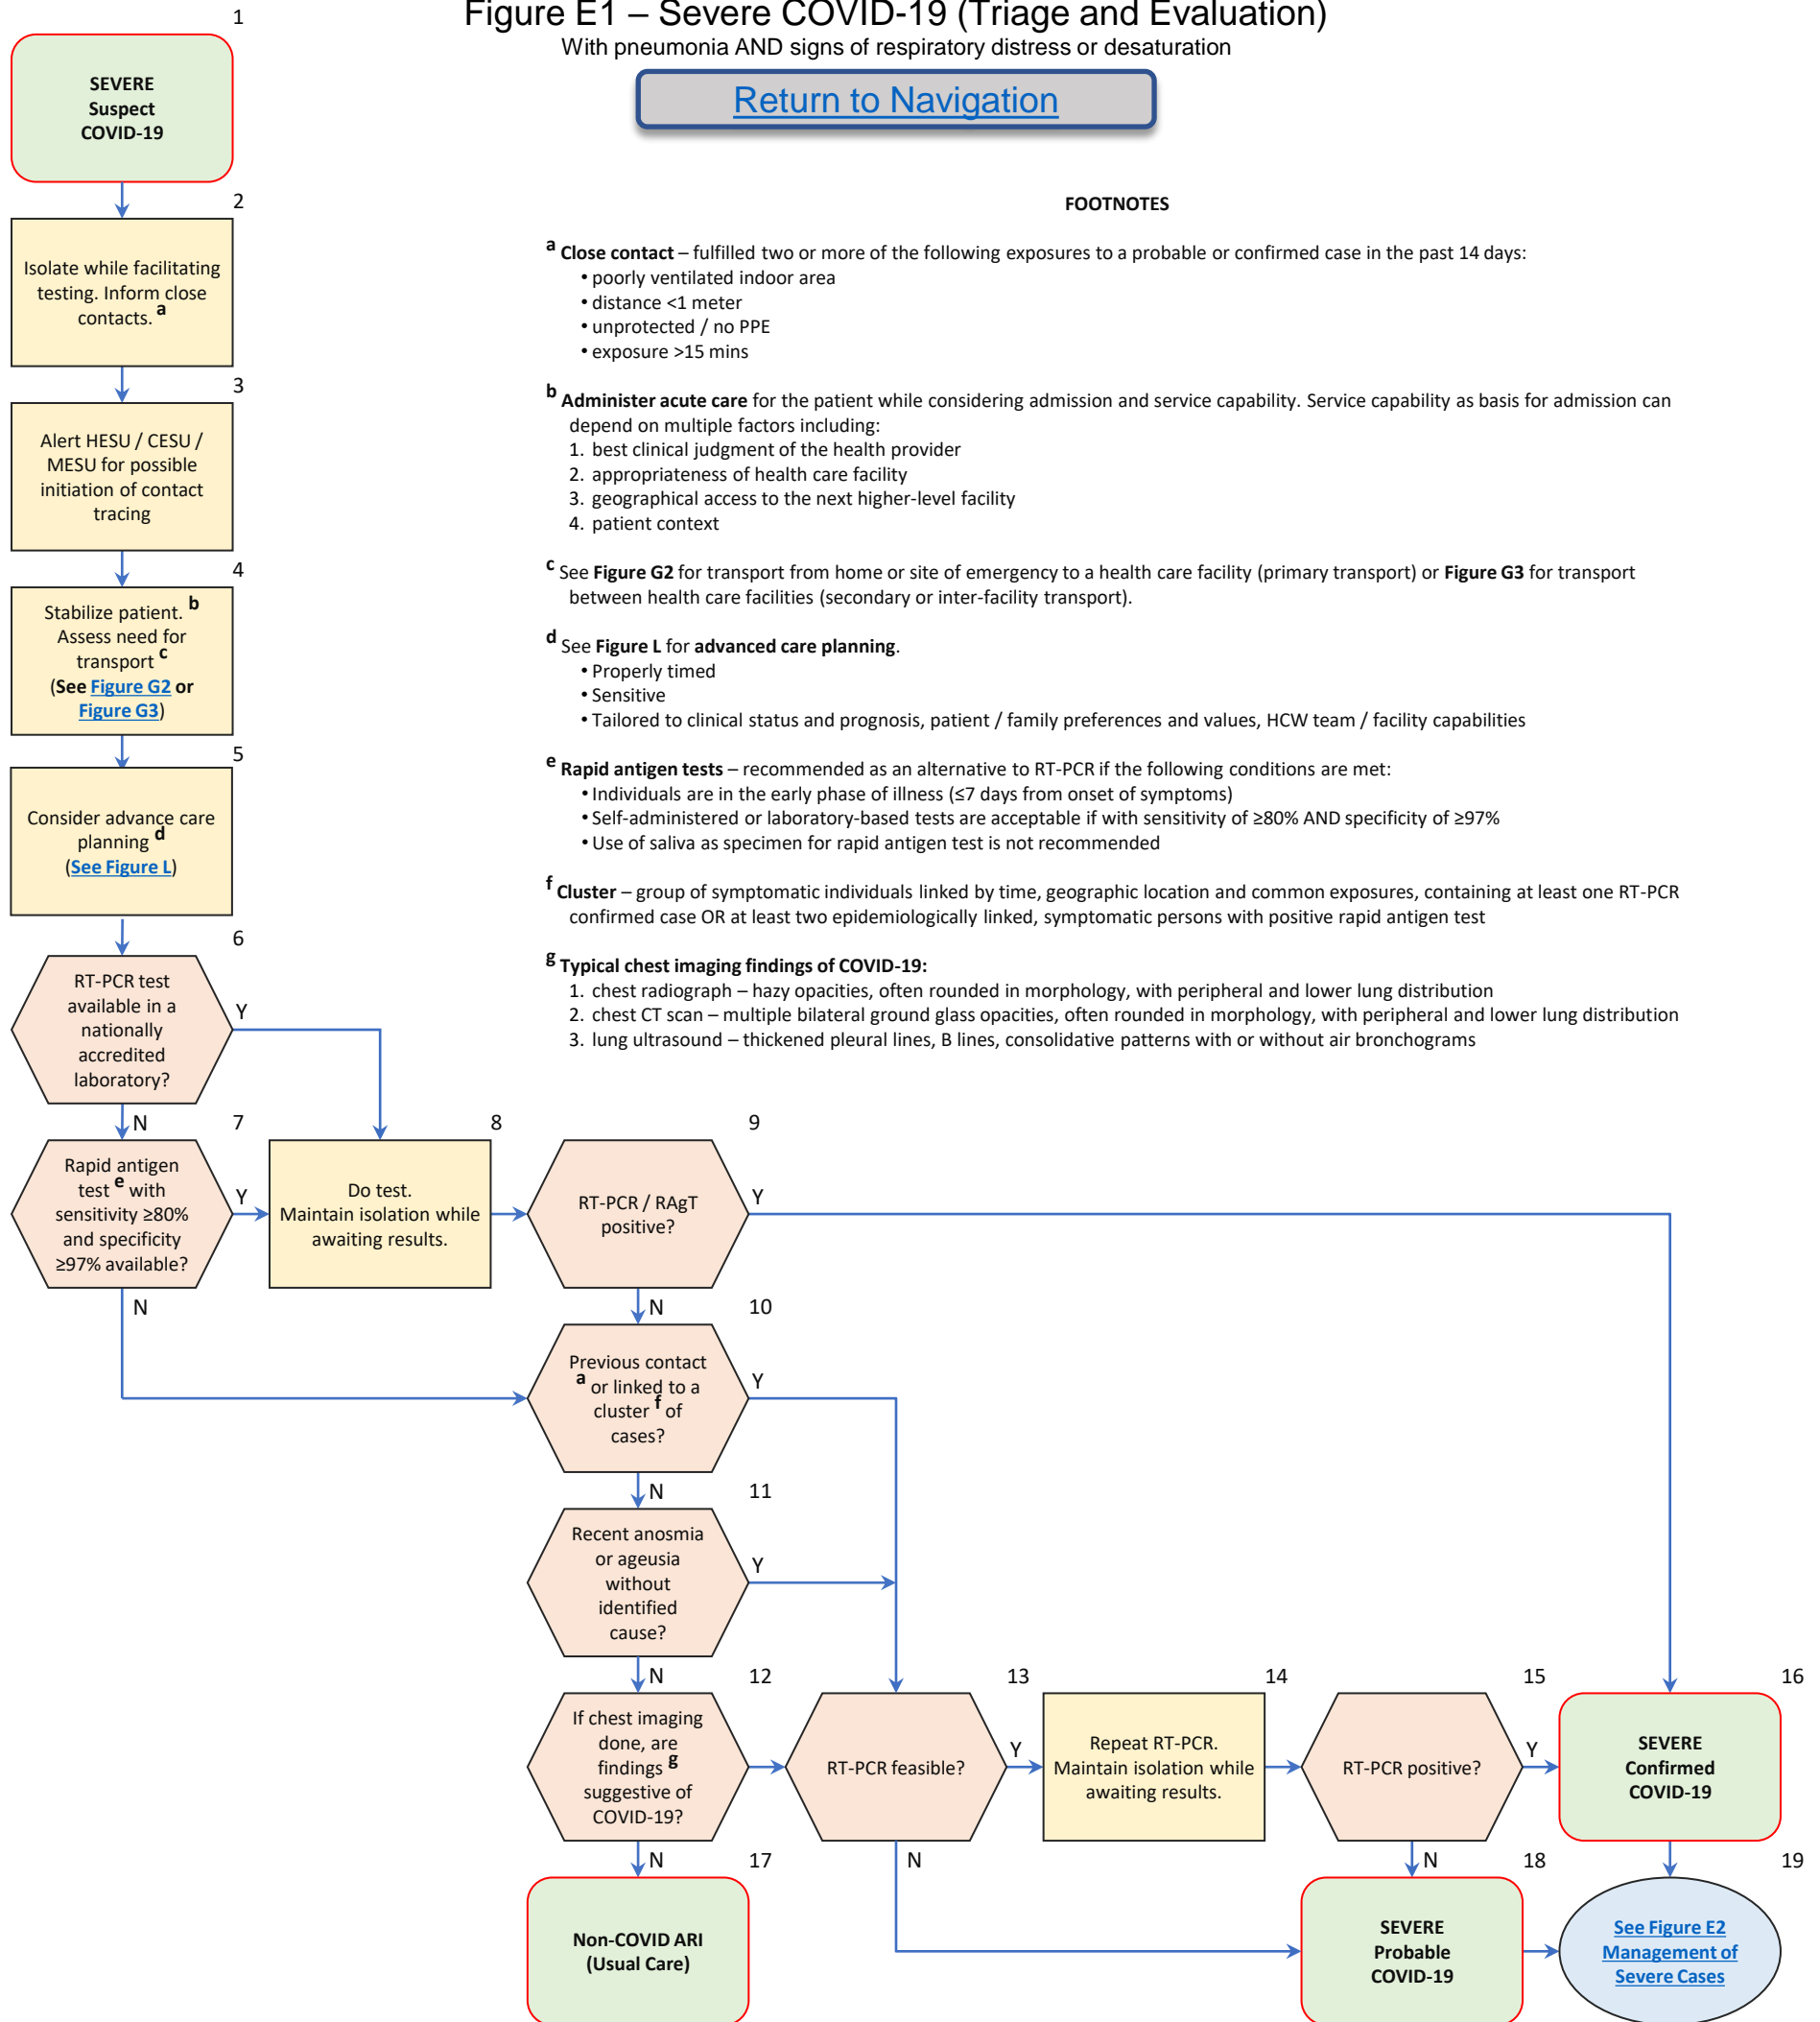 Figure E1 – Severe COVID-19 (Triage and Evaluation)
With pneumonia AND signs of respiratory distress or desaturation
Return to Navigation
1
SEVERE
Suspect
COVID-19
2
Isolate while facilitating
testing. Inform close
contacts. a
3
Alert HESU / CESU /
MESU for possible
initiation of contact
tracing
4
Stabilize patient. b
Assess need for
transport c
(See Figure G2 or
Figure G3)
5
Consider advance care
planning d
(See Figure L)
FOOTNOTES
a Close contact – fulfilled two or more of the following exposures to a probable or confirmed case in the past 14 days:
• poorly ventilated indoor area
• distance <1 meter
• unprotected / no PPE
• exposure >15 mins
b Administer acute care for the patient while considering admission and service capability. Service capability as basis for admission can
depend on multiple factors including:
1. best clinical judgment of the health provider
2. appropriateness of health care facility
3. geographical access to the next higher-level facility
4. patient context
c See Figure G2 for transport from home or site of emergency to a health care facility (primary transport) or Figure G3 for transport
between health care facilities (secondary or inter-facility transport).
d See Figure L for advanced care planning.
• Properly timed
• Sensitive
• Tailored to clinical status and prognosis, patient / family preferences and values, HCW team / facility capabilities
e Rapid antigen tests – recommended as an alternative to RT-PCR if the following conditions are met:
• Individuals are in the early phase of illness (≤7 days from onset of symptoms)
• Self-administered or laboratory-based tests are acceptable if with sensitivity of ≥80% AND specificity of ≥97%
• Use of saliva as specimen for rapid antigen test is not recommended
f Cluster – group of symptomatic individuals linked by time, geographic location and common exposures, containing at least one RT-PCR
confirmed case OR at least two epidemiologically linked, symptomatic persons with positive rapid antigen test
g Typical chest imaging findings of COVID-19:
1. chest radiograph – hazy opacities, often rounded in morphology, with peripheral and lower lung distribution
2. chest CT scan – multiple bilateral ground glass opacities, often rounded in morphology, with peripheral and lower lung distribution
3. lung ultrasound – thickened pleural lines, B lines, consolidative patterns with or without air bronchograms
6
RT-PCR test
available in a
nationally
accredited
laboratory?
Y
N
7
Rapid antigen
test e with
sensitivity ≥80%
and specificity
≥97% available?
Y
N
8
Do test.
Maintain isolation while
awaiting results.
9
RT-PCR / RAgT
positive?
Y
N
10
Previous contact
a or linked to a
cluster f of
cases?
Y
N
11
Recent anosmia
or ageusia
without
identified
cause?
Y
N
12
If chest imaging
done, are
findings g
suggestive of
COVID-19?
N
13
RT-PCR feasible?
Y
N
14
Repeat RT-PCR.
Maintain isolation while
awaiting results.
15
RT-PCR positive?
Y
N
16
SEVERE
Confirmed
COVID-19
17
Non-COVID ARI
(Usual Care)
18
SEVERE
Probable
COVID-19
19
See Figure E2
Management of
Severe Cases